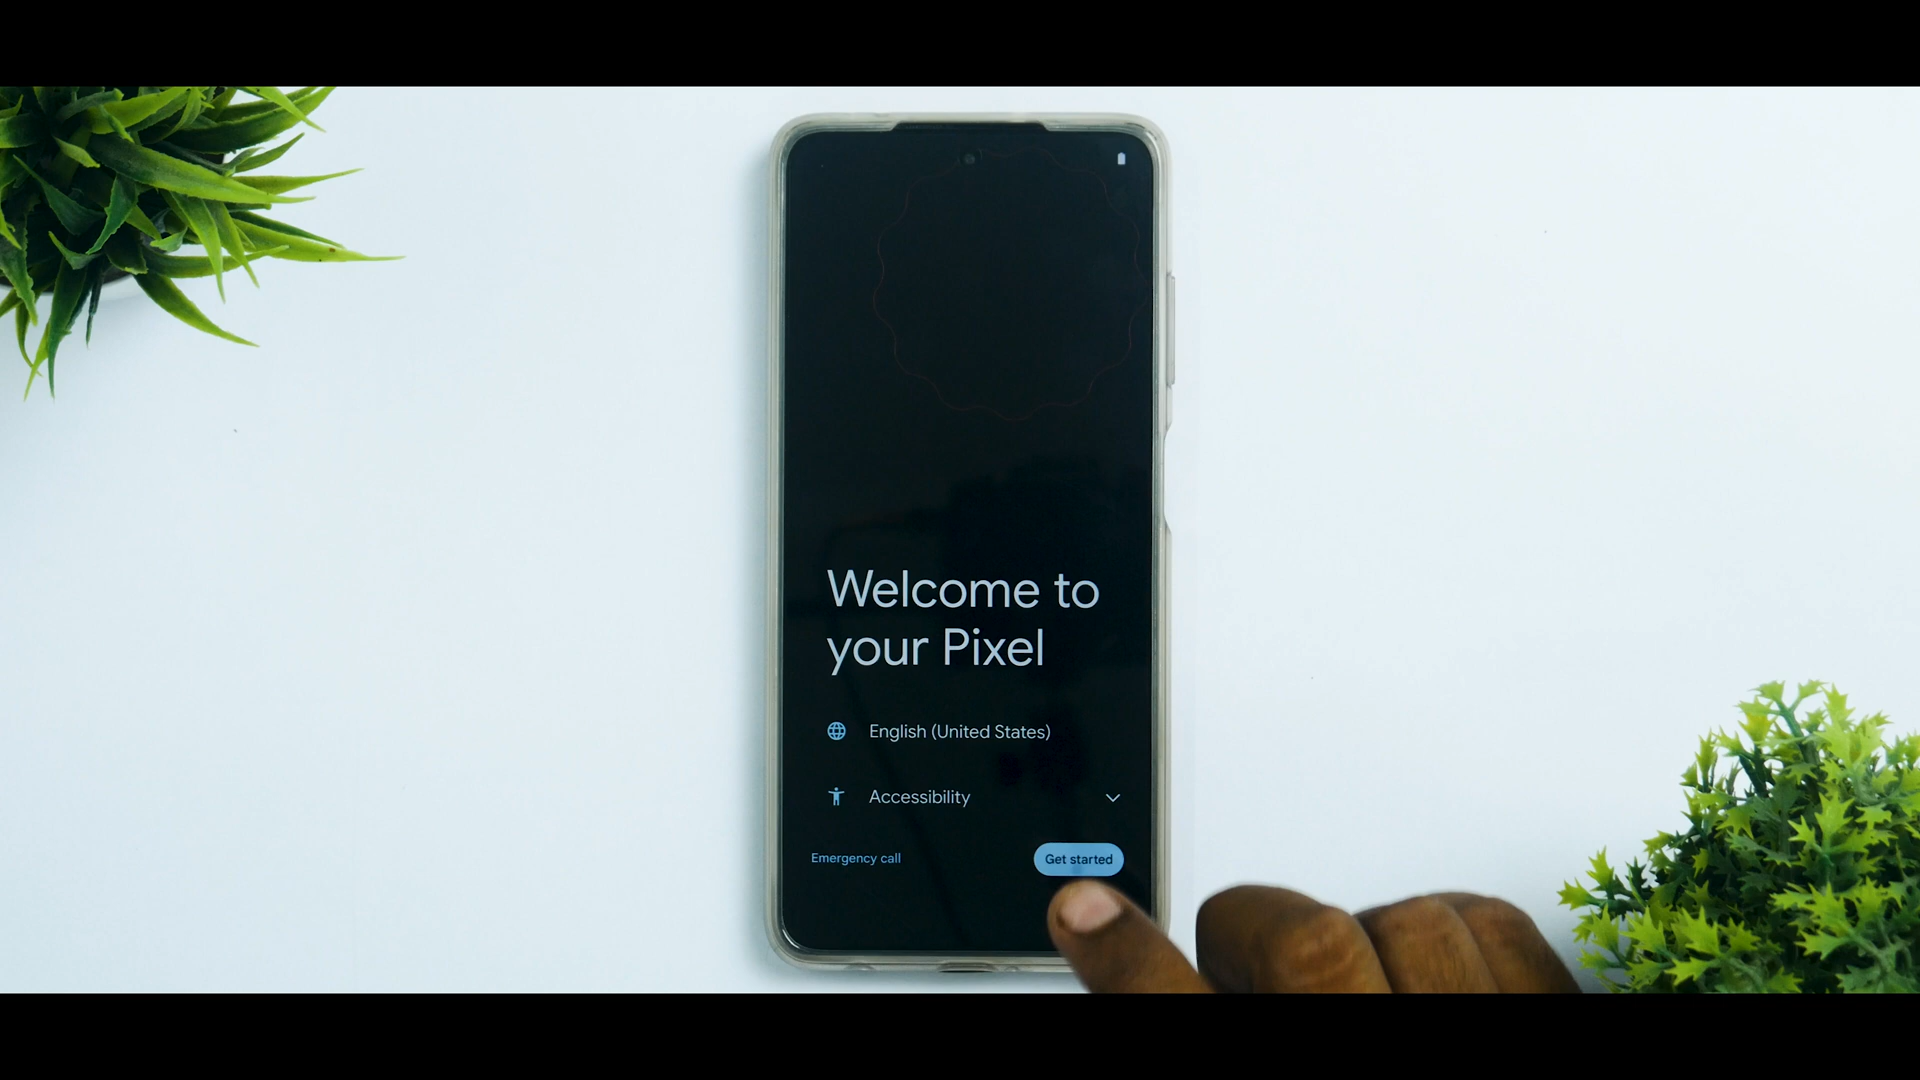 Welcome to
your Pixel
English (United States)
Accessibility
Emergency call
Get started